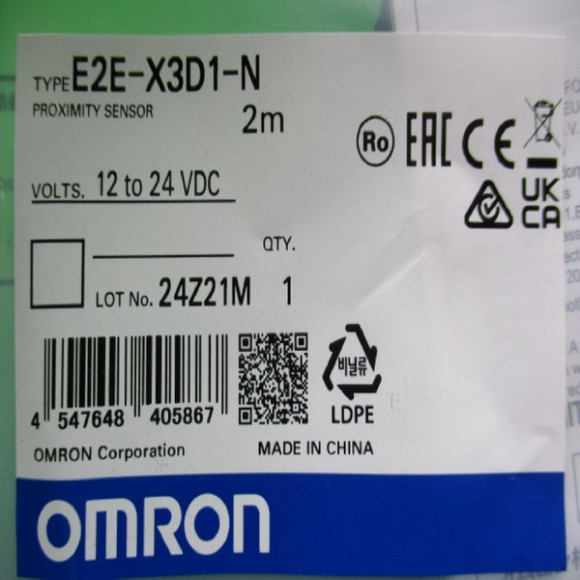 TYPE E2E-X3D1-N
PROXIMITY SENSOR
2m
Ro EAC CE
UK
CA
VOLTS. 12 to 24 VDC
QTY.
LOT No. 24Z21M 1
비닐류
LDPE
4 547648 405867
OMRON Corporation MADE IN CHINA
OMRON